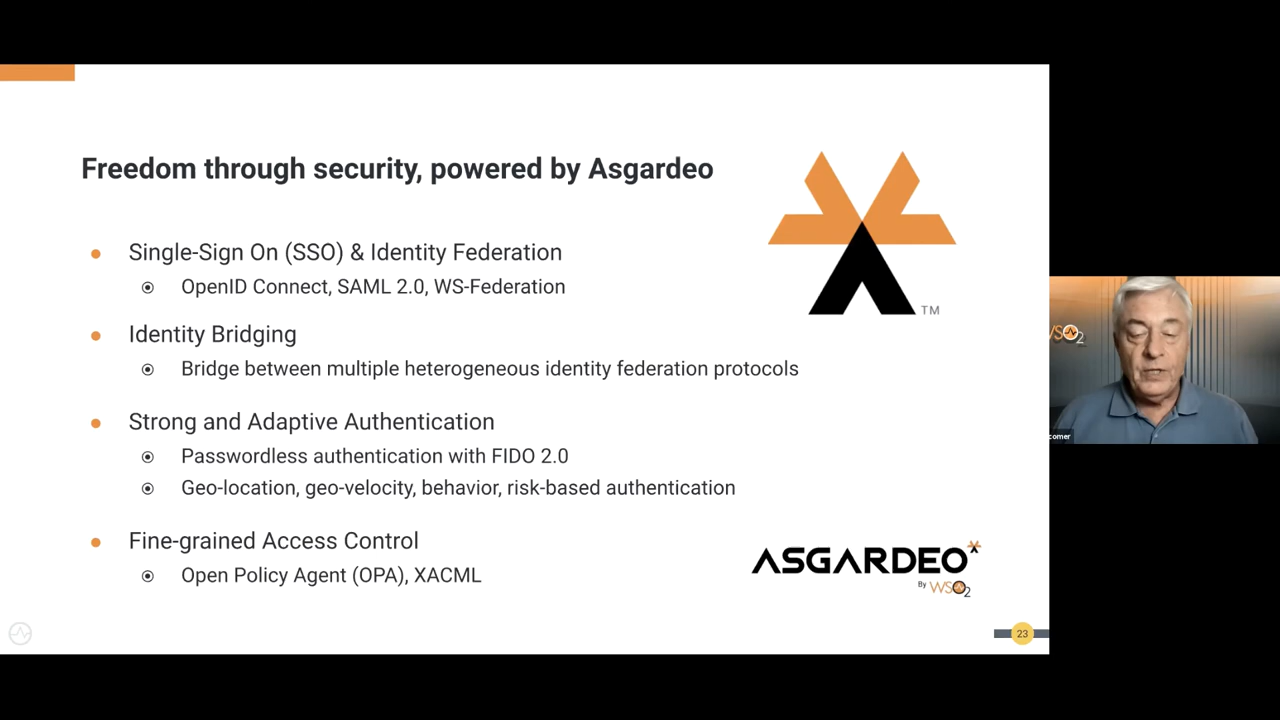 Freedom through security, powered by Asgardeo
Single-Sign On (SSO) & Identity Federation
OpenID Connect, SAML 2.0, WS-Federation
Identity Bridging
Bridge between multiple heterogeneous identity federation protocols
Strong and Adaptive Authentication
Passwordless authentication with FIDO 2.0
Geo-location, geo-velocity, behavior, risk-based authentication
Fine-grained Access Control
Open Policy Agent (OPA), XACML
TM
ASGARDEO
By WSO2
23
WSO2
comer